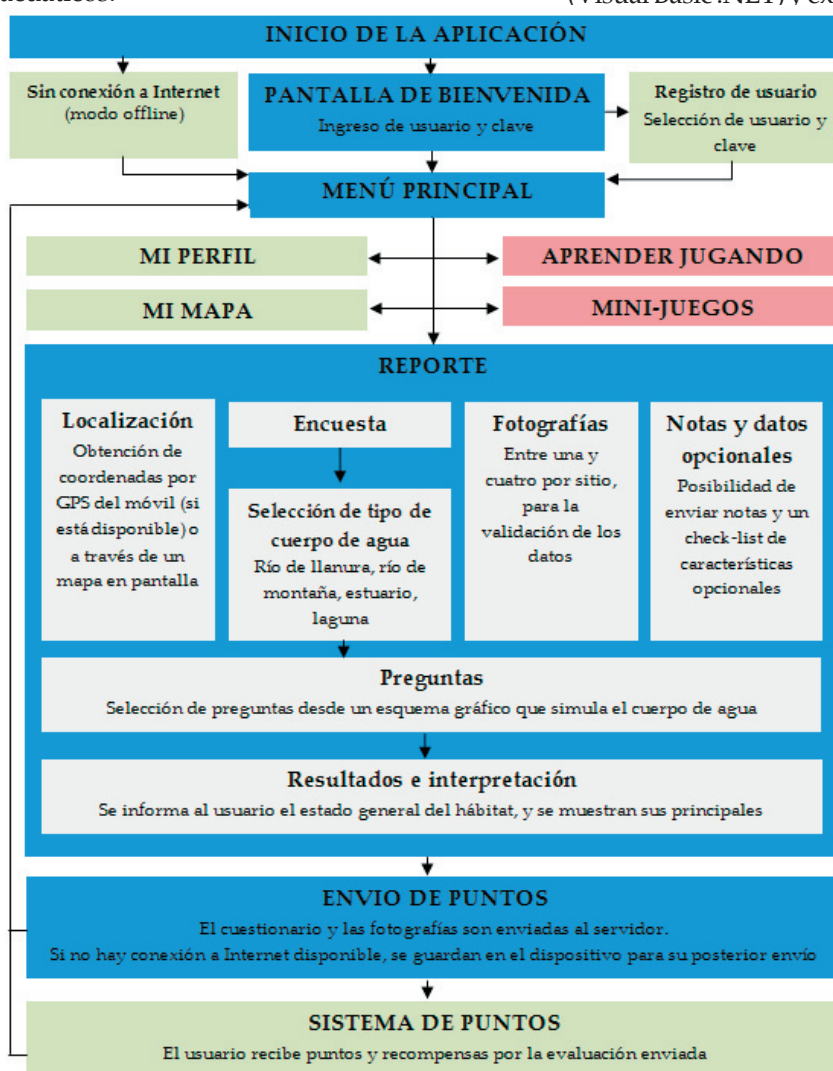 (Visual Basic .NET) y ex
INICIO DE LA APLICACIÓN
Sin conexión a Internet
(modo offline)
PANTALLA DE BIENVENIDA
Ingreso de usuario y clave
Registro de usuario
Selección de usuario y
clave
MENÚ PRINCIPAL
MI PERFIL
APRENDER JUGANDO
MI MAPA
MINI-JUEGOS
REPORTE
Localización
Obtención de
coordenadas por
GPS del móvil (si
está disponible) o
a través de un
mapa en pantalla
Encuesta
Selección de tipo de
cuerpo de agua
Río de llanura, río de
montaña, estuario,
laguna
Fotografías
Entre una y
cuatro por sitio,
para la
validación de los
datos
Notas y datos
opcionales
Posibilidad de
enviar notas y un
check-list de
características
opcionales
Preguntas
Selección de preguntas desde un esquema gráfico que simula el cuerpo de agua
Resultados e interpretación
Se informa al usuario el estado general del hábitat, y se muestran sus principales
ENVIO DE PUNTOS
El cuestionario y las fotografías son enviadas al servidor.
Si no hay conexión a Internet disponible, se guardan en el dispositivo para su posterior envío
SISTEMA DE PUNTOS
El usuario recibe puntos y recompensas por la evaluación enviada